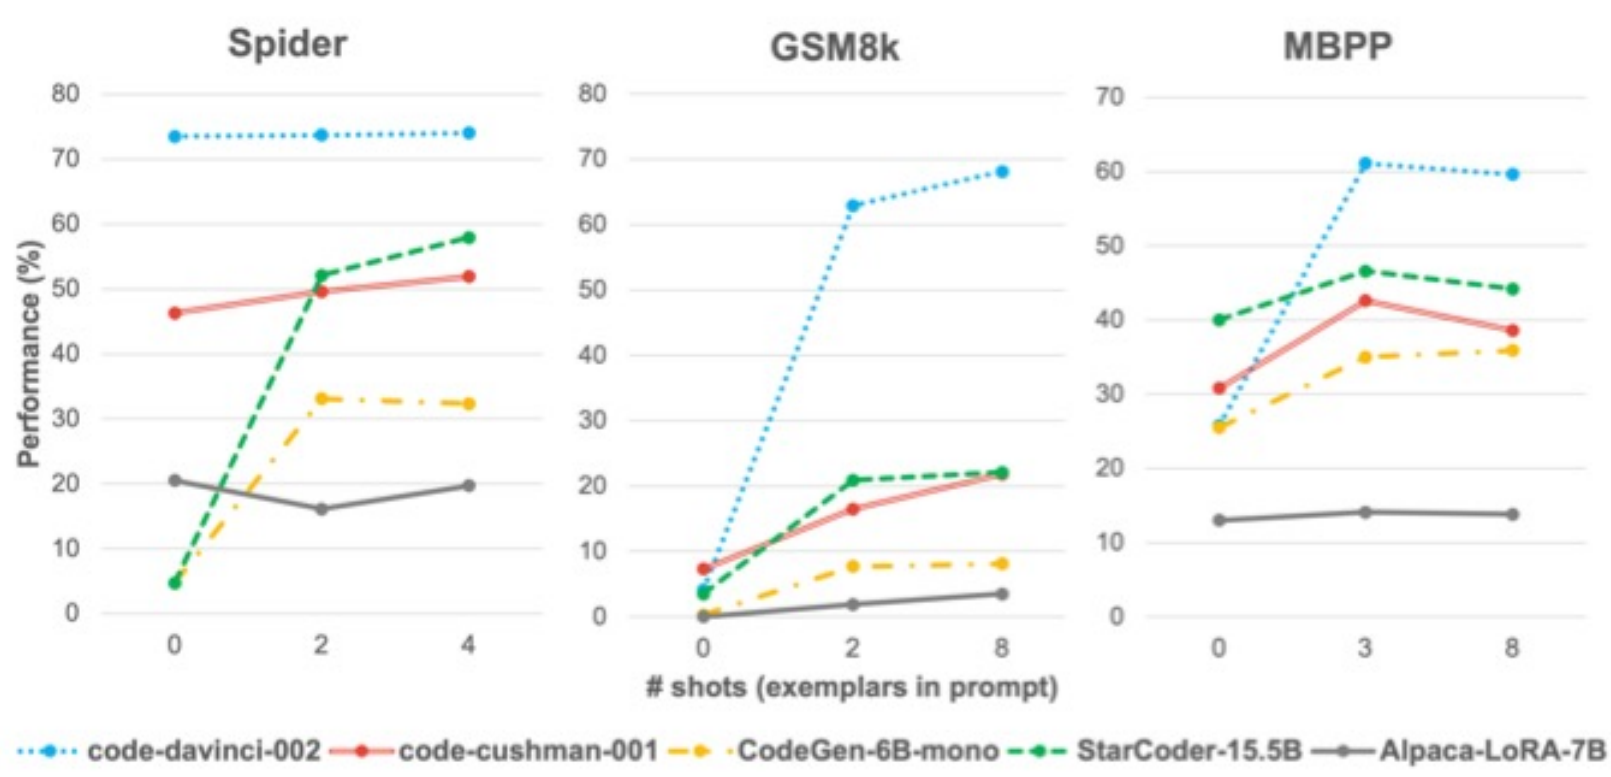 Spider
GSM8k
MBPP
Performance (%)
80
70
60
50
40
30
20
10
0
0 2 4
80
70
60
50
40
30
20
10
0
0 2 8
70
60
50
40
30
20
10
0
0 3 8
# shots (exemplars in prompt)
code-davinci-002 code-cushman-001 CodeGen-6B-mono StarCoder-15.5B Alpaca-LoRA-7B